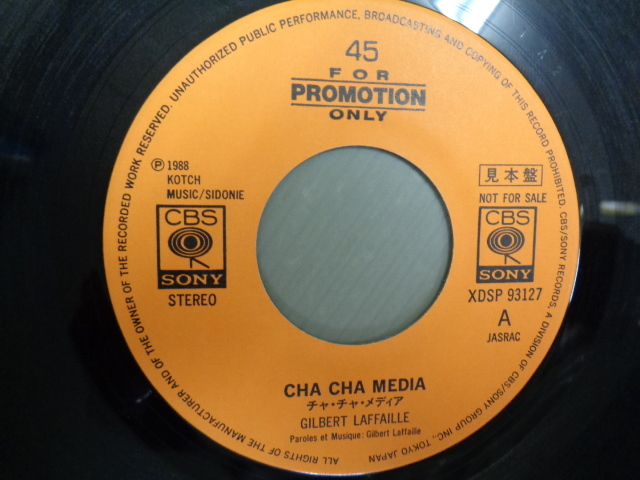 ALL RIGHTS OF THE MANUFACTURER AND OF THE OWNER OF THE RECORDED WORK RESERVED. UNAUTHORIZED PUBLIC PERFORMANCE, BROADCASTING AND COPYING OF THIS RECORD PROHIBITED. CBS/SONY RECORDS, A DIVISION OF CBS/SONY GROUP INC., TOKYO JAPAN
45
FOR
PROMOTION
ONLY
Ⓟ 1988
KOTCH
MUSIC/SIDONIE
CBS
SONY
STEREO
見本盤
NOT FOR SALE
CBS
SONY
XDSP 93127
A
JASRAC
CHA CHA MEDIA
チャ・チャ・メディア
GILBERT LAFFAILLE
Paroles et Musique: Gilbert Laffaille